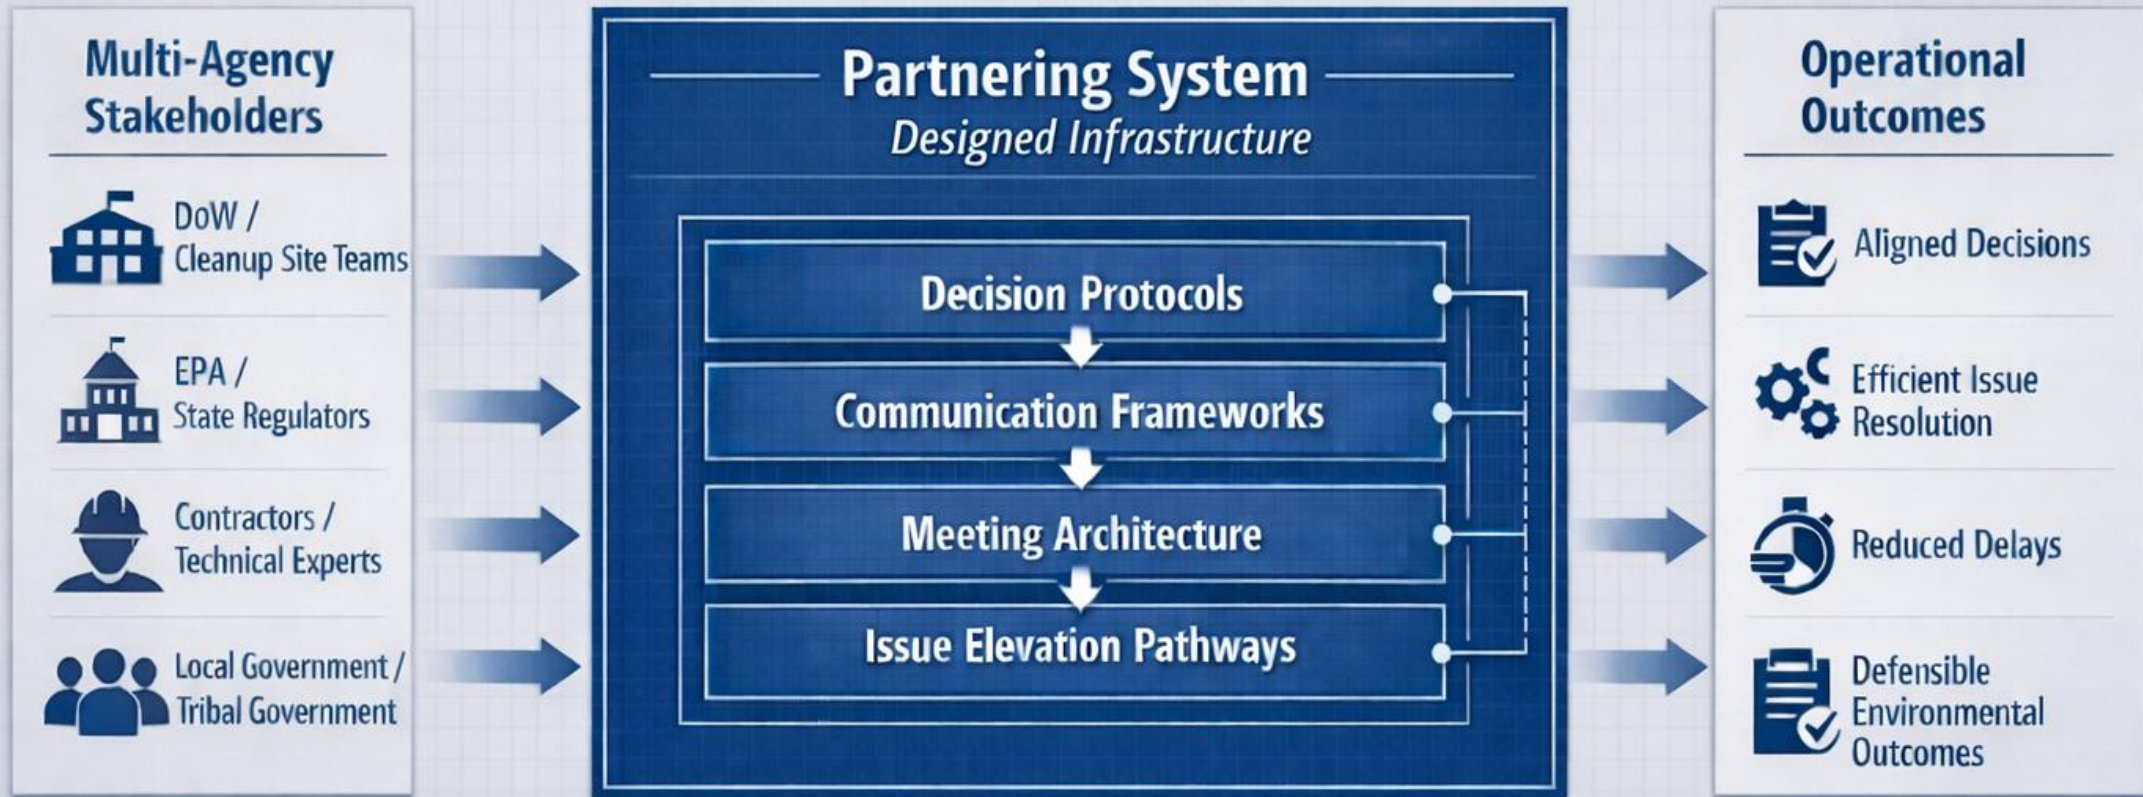 Multi-Agency
Stakeholders
DoW /
Cleanup Site Teams
EPA /
State Regulators
Contractors /
Technical Experts
Local Government /
Tribal Government
Partnering System
Designed Infrastructure
Decision Protocols
Communication Frameworks
Meeting Architecture
Issue Elevation Pathways
Operational
Outcomes
Aligned Decisions
Efficient Issue
Resolution
Reduced Delays
Defensible
Environmental
Outcomes